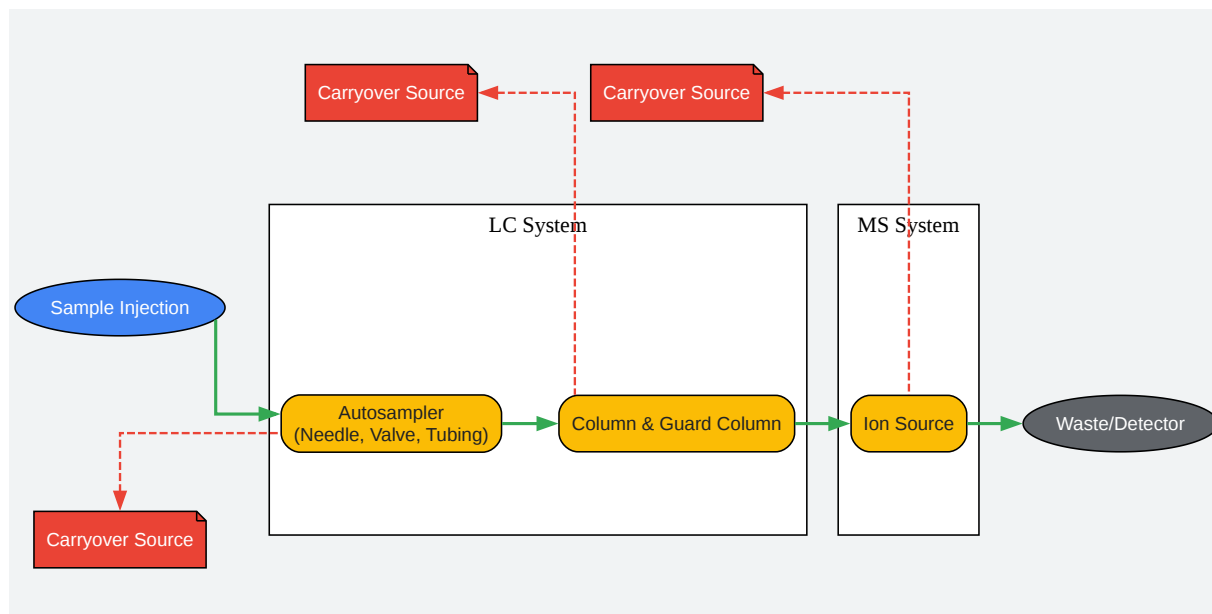 Carryover Source
Carryover Source
LC System
MS System
Sample Injection
Autosampler
(Needle, Valve, Tubing)
Column & Guard Column
Ion Source
Waste/Detector
Carryover Source